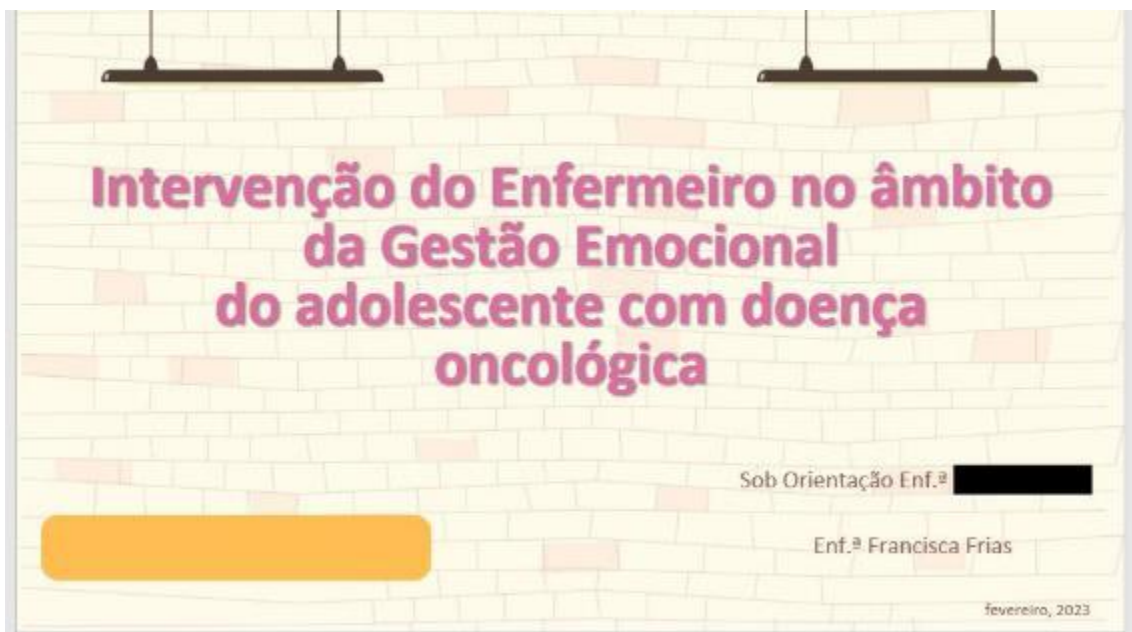 Intervenção do Enfermeiro no âmbito
da Gestão Emocional
do adolescente com doença
oncológica
Sob Orientação Enf.ª
Enf.ª Francisca Frias
fevereiro, 2023